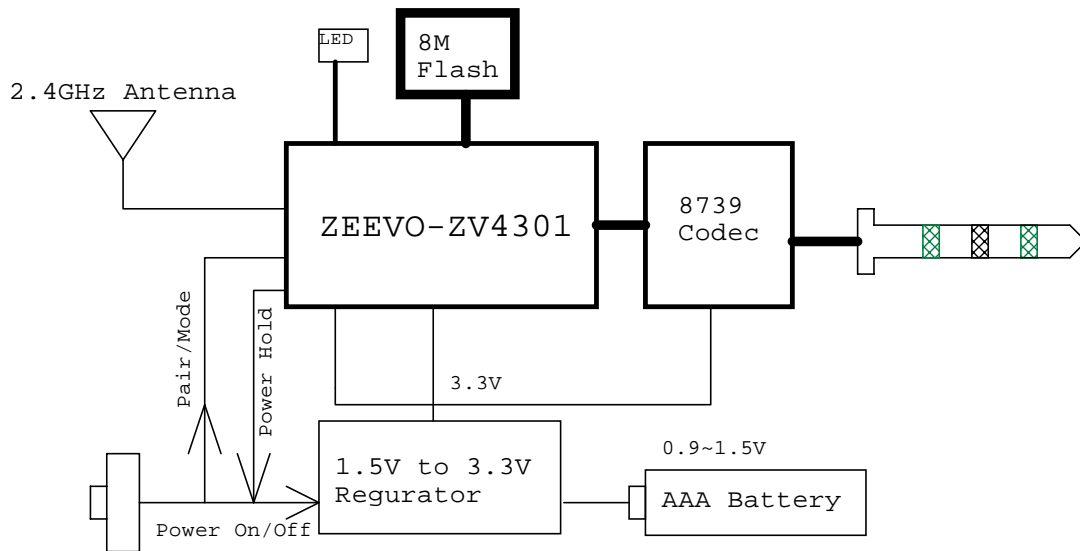 LED
8M
Flash
2.4GHz Antenna
ZEEVO-ZV4301
8739
Codec
Pair/Mode
Power Hold
3.3V
1.5V to 3.3V
Regurator
0.9~1.5V
AAA Battery
Power On/Off